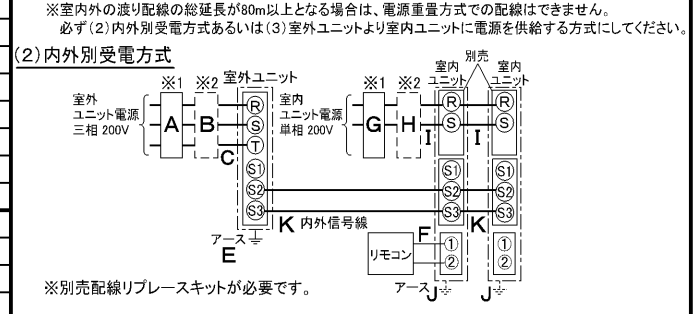 ※室内外の渡り配線の総延長が80m以上となる場合は、電源重畳方式での配線はできません。
必ず(2)内外別受電方式あるいは(3)室外ユニットより室内ユニットに電源を供給する方式にしてください。
(2)内外別受電方式
※1 ※2 室外ユニット
室外
ユニット電源
三相 200V
A B C
R
S
T
S1
S2
S3
アース
E
K 内外信号線
※1 ※2
室内
ユニット電源
単相 200V
G H I I
別売
室内
ユニット
室内
ユニット
R R
S S
S1 S1
S2 S2
S3 S3
K
リモコン F
① ①
② ②
アース J J
※別売配線リプレースキットが必要です。